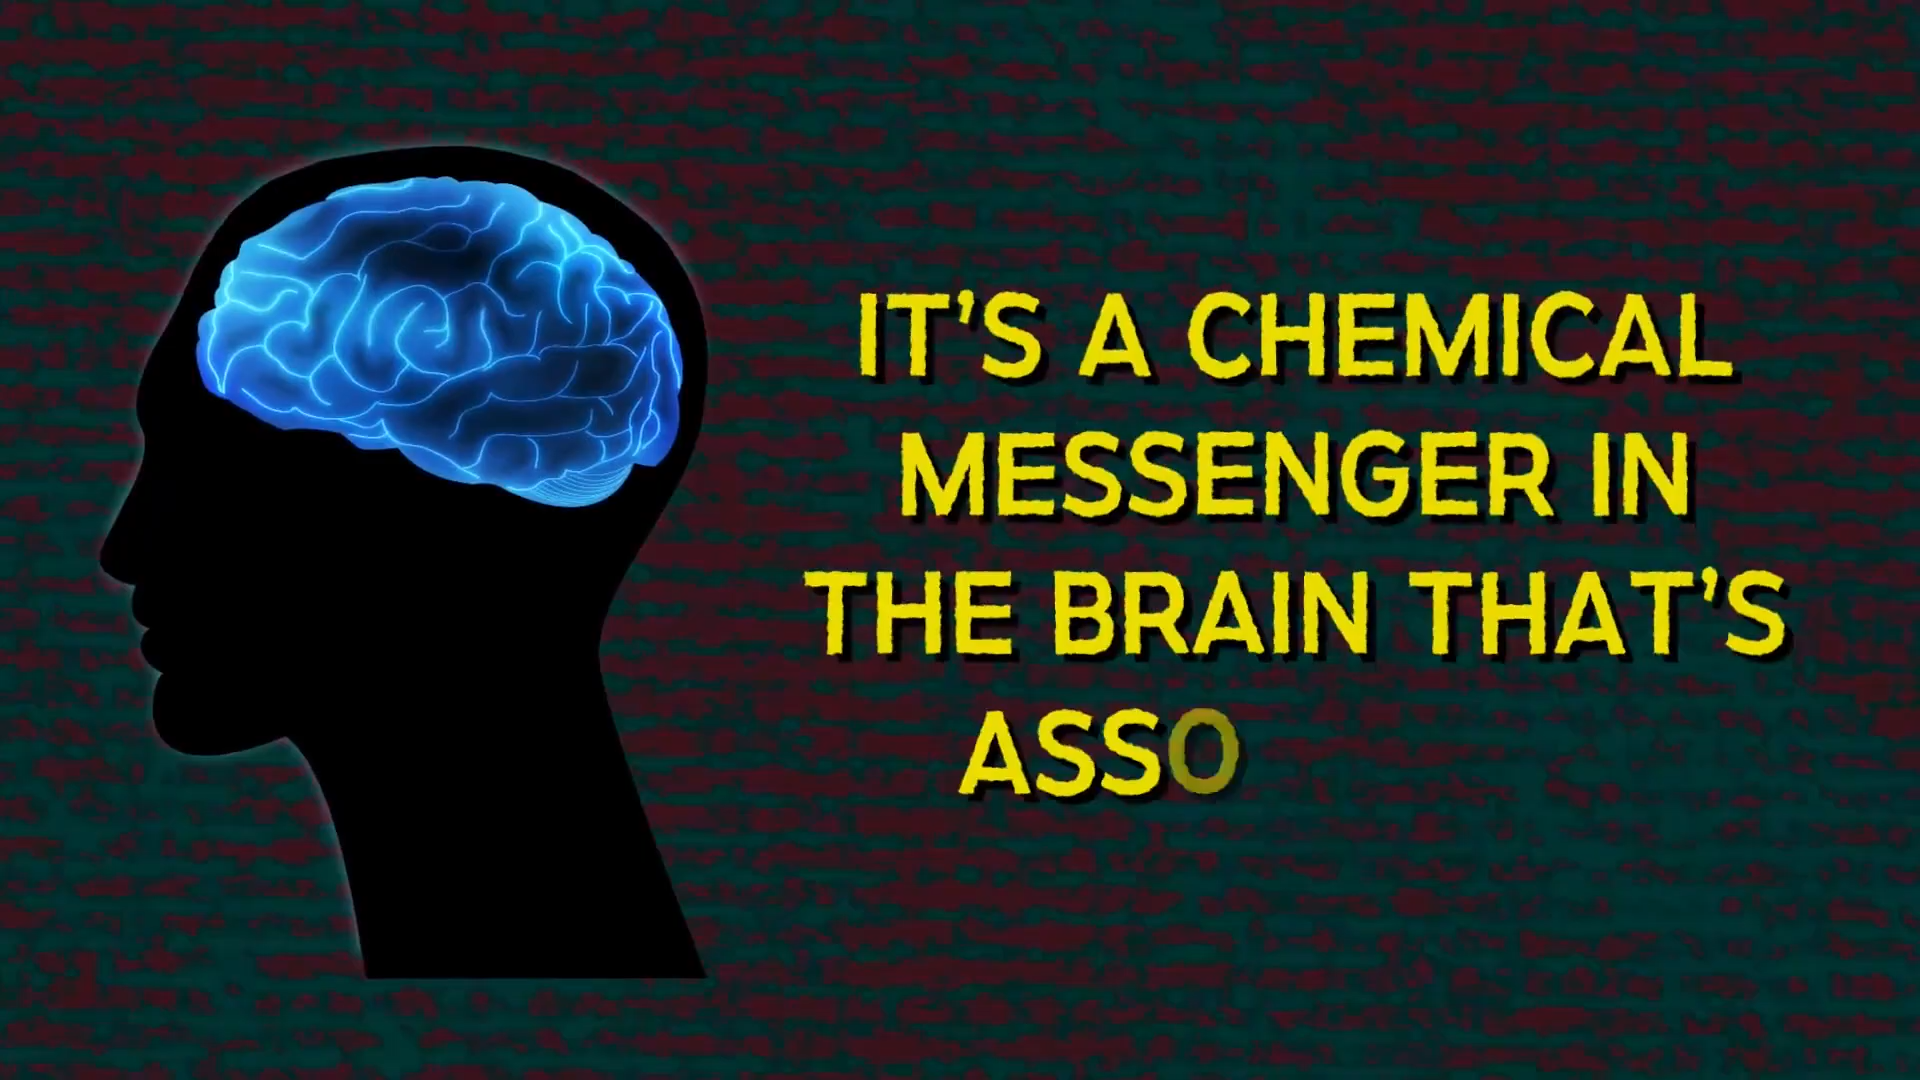 IT'S A CHEMICAL
MESSENGER IN
THE BRAIN THAT'S
ASSO